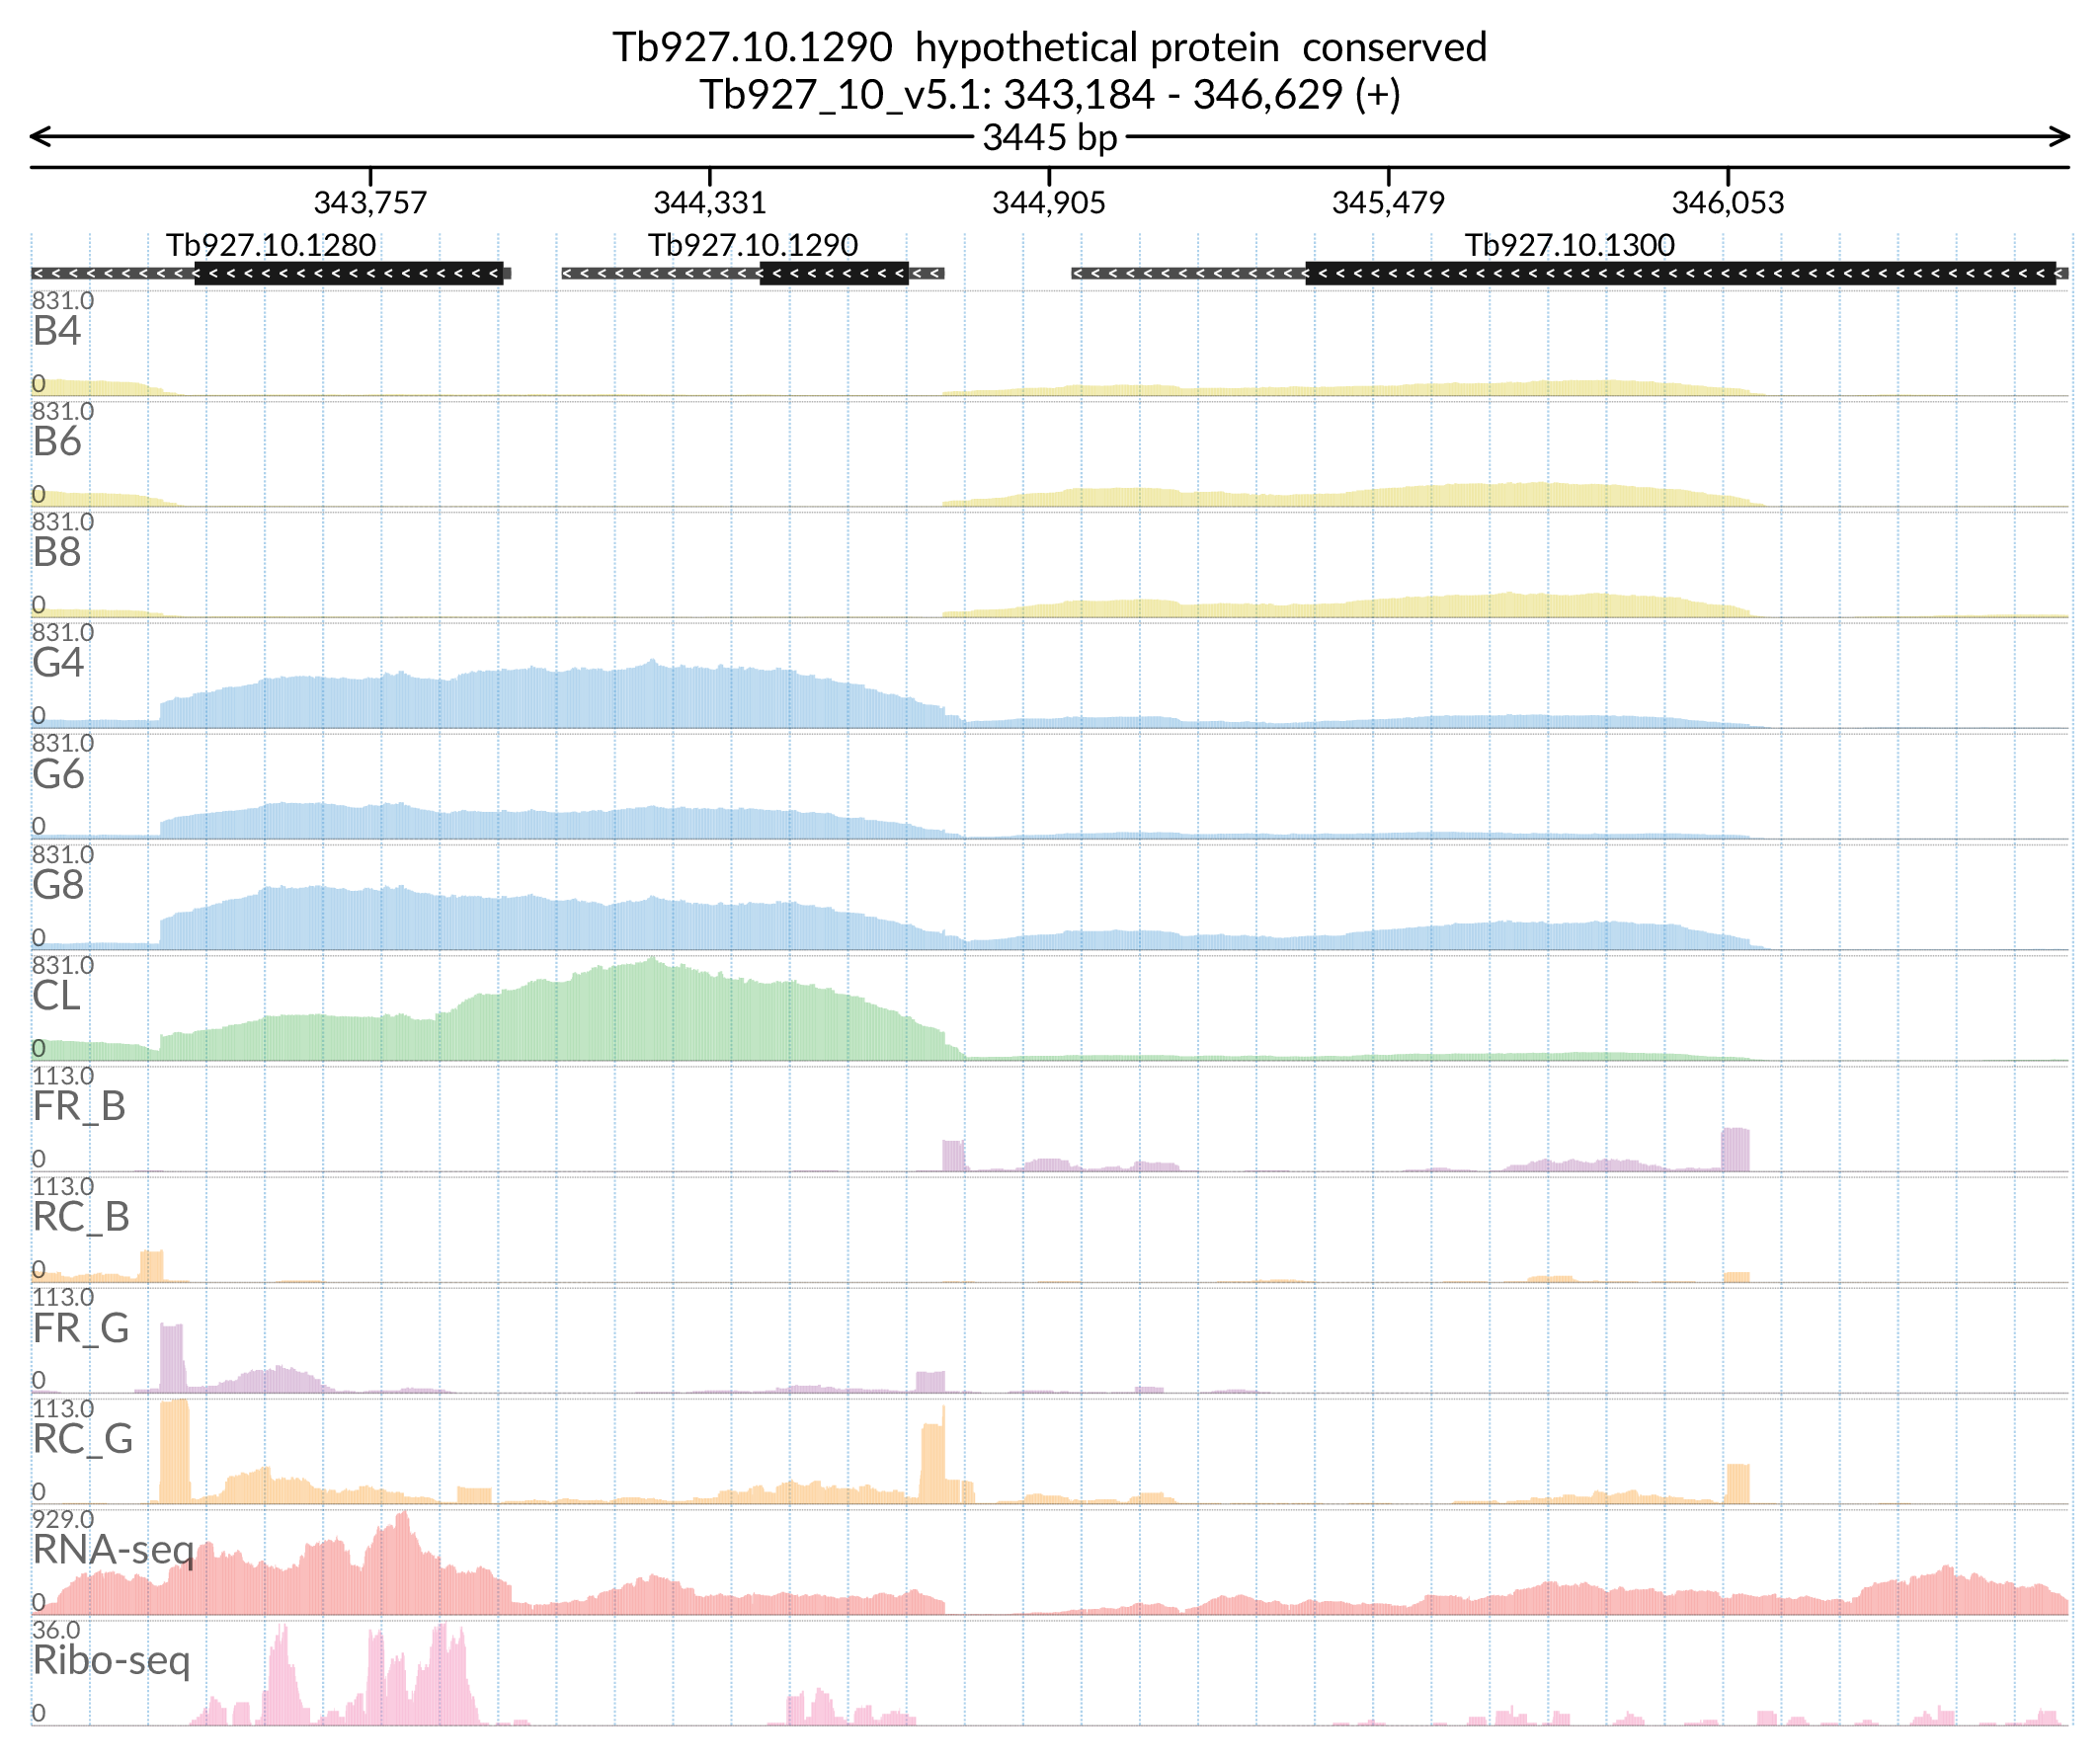 Tb927.10.1290  hypothetical protein  conserved
Tb927_10_v5.1: 343,184 - 346,629 (+)
3445 bp
343,757 344,331 344,905 345,479 346,053
Tb927.10.1280 Tb927.10.1290 Tb927.10.1300
831.0
B4
0
831.0
B6
0
831.0
B8
0
831.0
G4
0
831.0
G6
0
831.0
G8
0
831.0
CL
0
113.0
FR_B
0
113.0
RC_B
0
113.0
FR_G
0
113.0
RC_G
0
929.0
RNA-seq
0
36.0
Ribo-seq
0